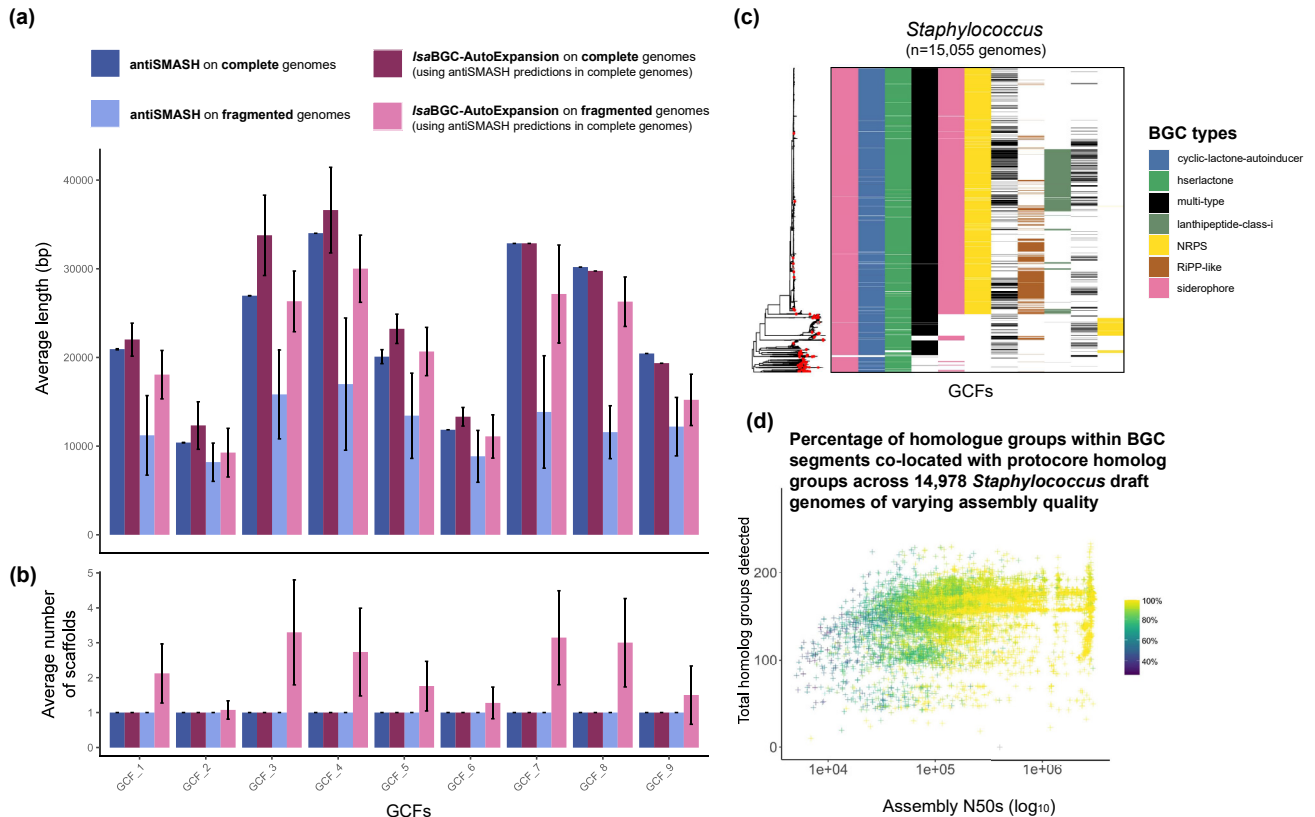 (a)
antiSMASH on complete genomes
antiSMASH on fragmented genomes
lsaBGC-AutoExpansion on complete genomes
(using antiSMASH predictions in complete genomes)
lsaBGC-AutoExpansion on fragmented genomes
(using antiSMASH predictions in complete genomes)
Average length (bp)
40000
30000
20000
10000
0
(b)
Average number
of scaffolds
5
4
3
2
1
0
GCF_1
GCF_2
GCF_3
GCF_4
GCF_5
GCF_6
GCF_7
GCF_8
GCF_9
GCFs
(c)
Staphylococcus
(n=15,055 genomes)
GCFs
BGC types
cyclic-lactone-autoinducer
hserlactone
multi-type
lanthipeptide-class-i
NRPS
RiPP-like
siderophore
(d)
Percentage of homologue groups within BGC
segments co-located with protocore homolog
groups across 14,978 Staphylococcus draft
genomes of varying assembly quality
Total homolog groups detected
200
100
0
1e+04
1e+05
1e+06
Assembly N50s (log10)
100%
80%
60%
40%